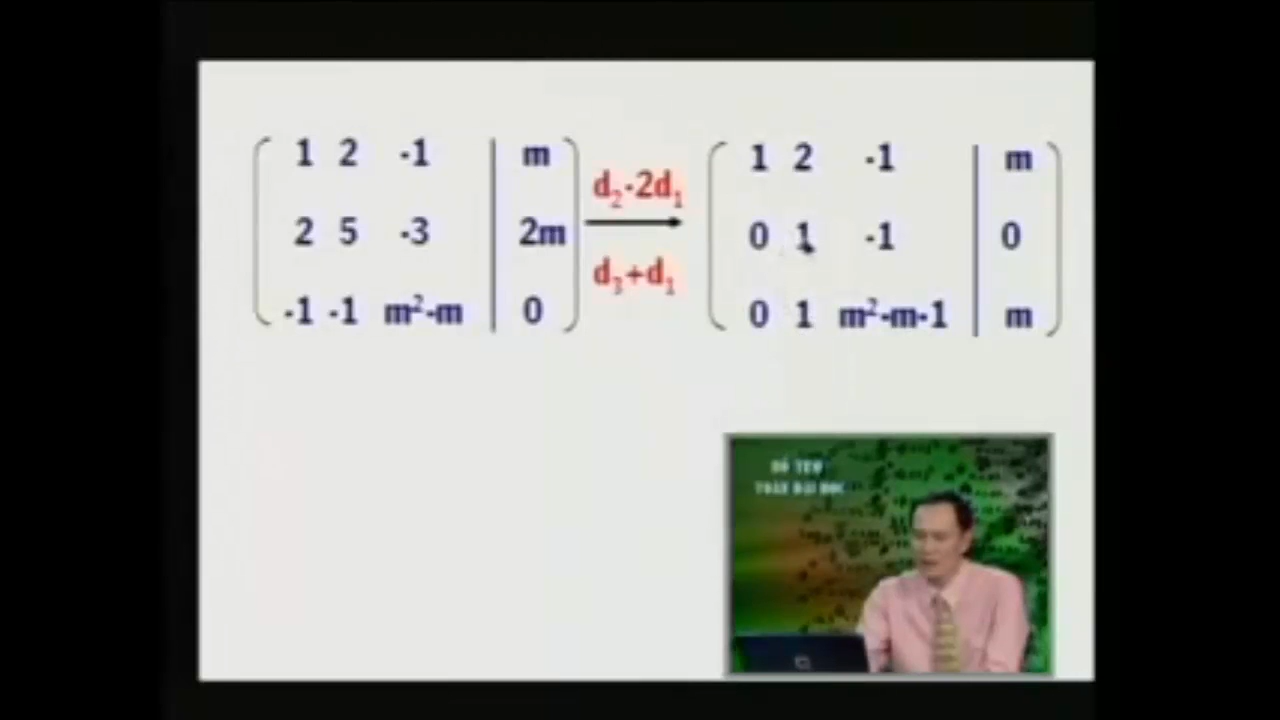 1 2 -1 | m
2 5 -3 | 2m
-1 -1 m²-m | 0
d₂-2d₁
d₃+d₁
1 2 -1 | m
0 1 -1 | 0
0 1 m²-m-1 | m